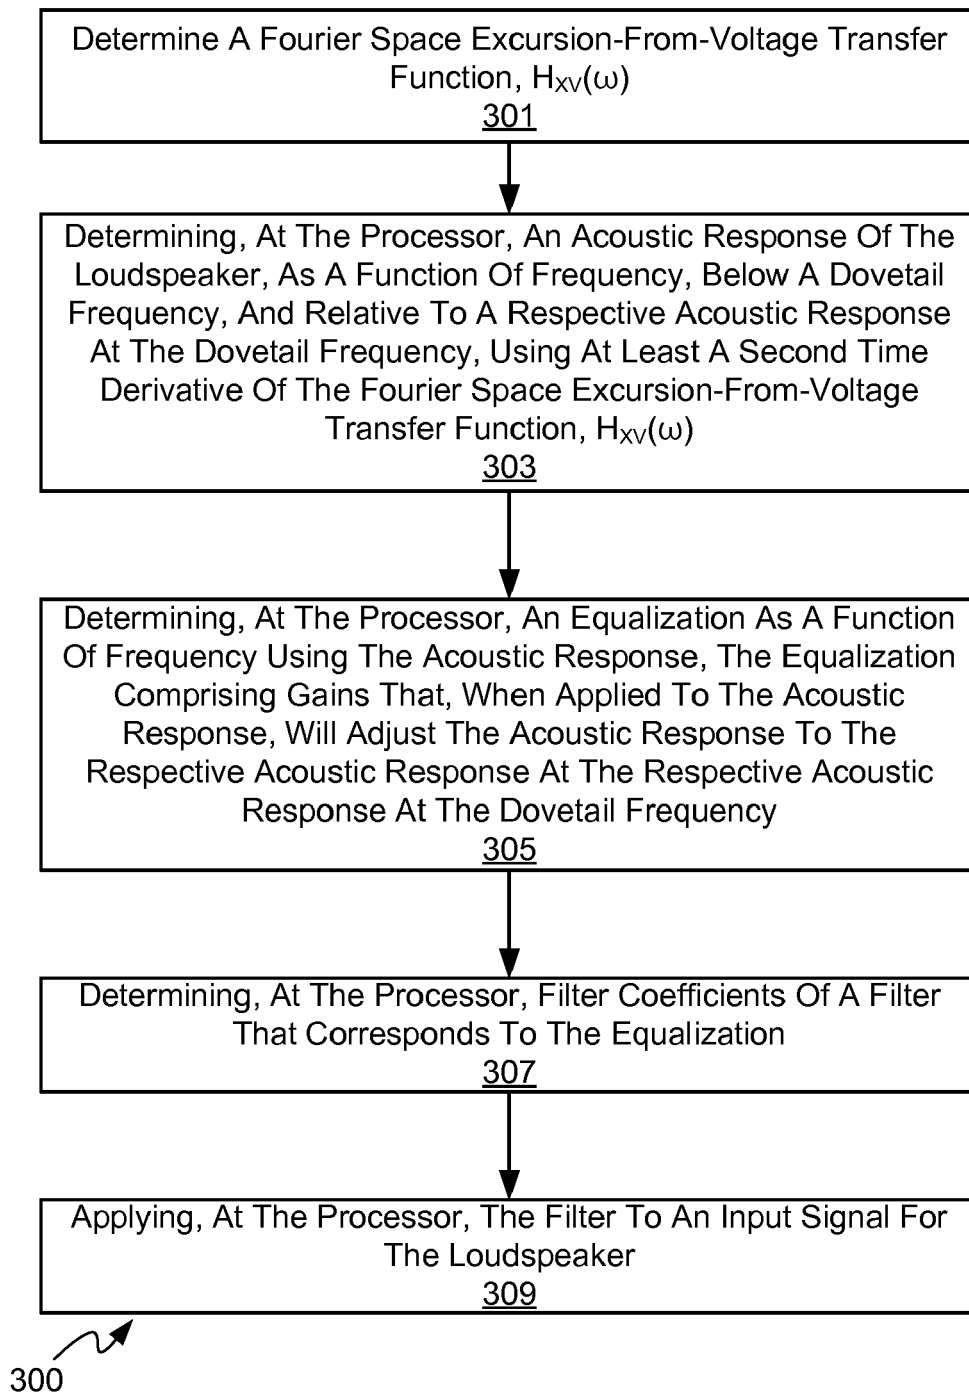 Determine A Fourier Space Excursion-From-Voltage Transfer
Function, HXV(ω)
301
Determining, At The Processor, An Acoustic Response Of The
Loudspeaker, As A Function Of Frequency, Below A Dovetail
Frequency, And Relative To A Respective Acoustic Response
At The Dovetail Frequency, Using At Least A Second Time
Derivative Of The Fourier Space Excursion-From-Voltage
Transfer Function, HXV(ω)
303
Determining, At The Processor, An Equalization As A Function
Of Frequency Using The Acoustic Response, The Equalization
Comprising Gains That, When Applied To The Acoustic
Response, Will Adjust The Acoustic Response To The
Respective Acoustic Response At The Respective Acoustic
Response At The Dovetail Frequency
305
Determining, At The Processor, Filter Coefficients Of A Filter
That Corresponds To The Equalization
307
Applying, At The Processor, The Filter To An Input Signal For
The Loudspeaker
309
300